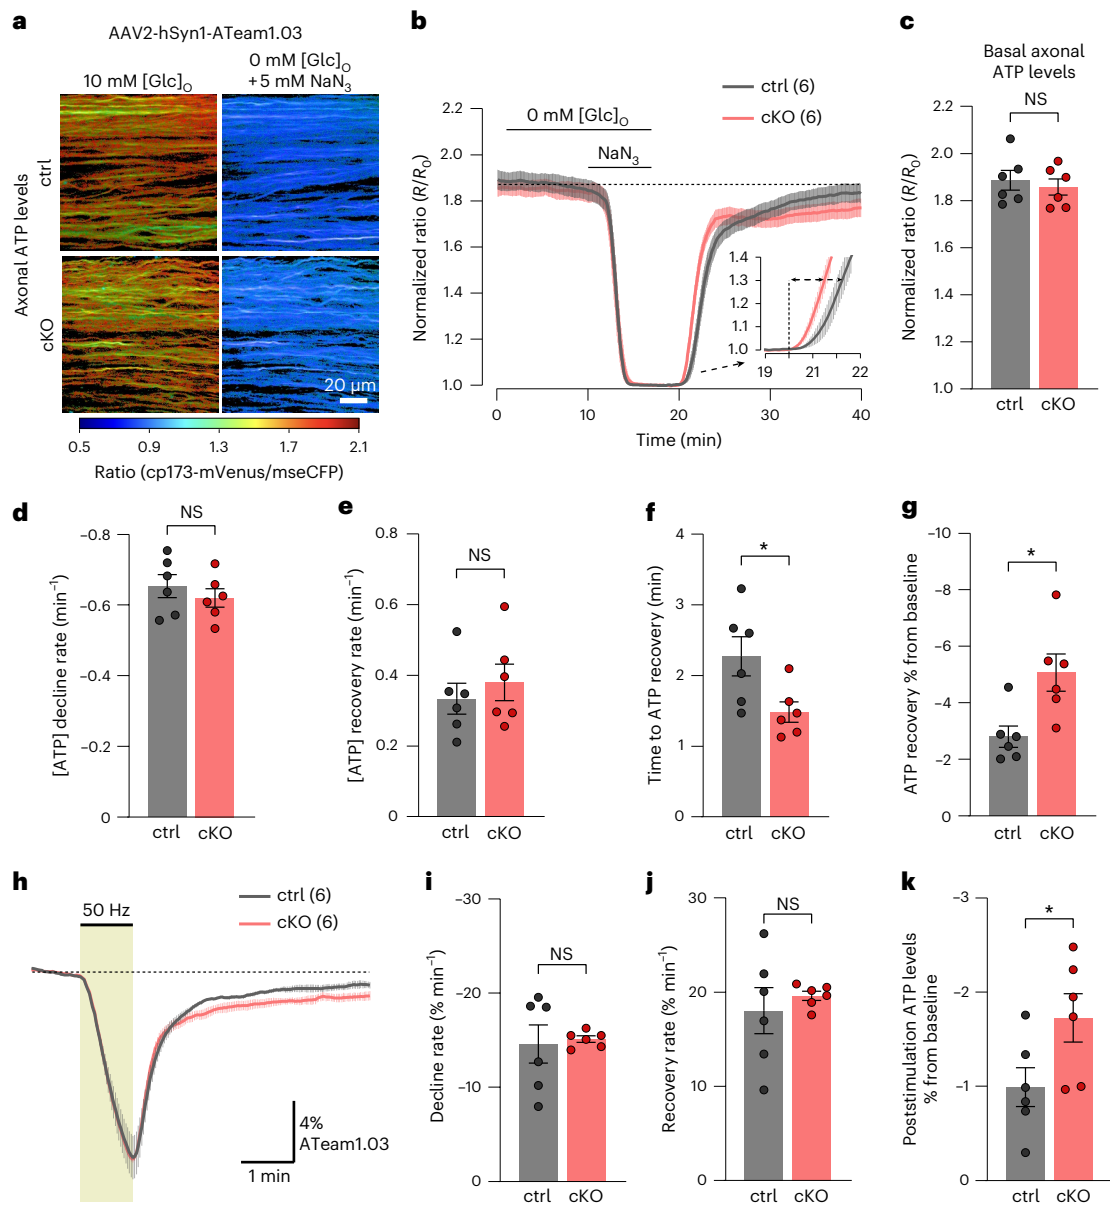 a
AAV2-hSyn1-ATeam1.03
10 mM [Glc]O
0 mM [Glc]O
+5 mM NaN3
Axonal ATP levels
ctrl
cKO
20 µm
0.5 0.9 1.3 1.7 2.1
Ratio (cp173-mVenus/mseCFP)
b
ctrl (6)
cKO (6)
0 mM [Glc]O
NaN3
Normalized ratio (R/RO)
2.2
2.0
1.8
1.6
1.4
1.2
1.0
0 10 20 30 40
Time (min)
1.4
1.3
1.2
1.1
1.0
19 21 22
c
Basal axonal
ATP levels
NS
Normalized ratio (R/RO)
2.2
2.0
1.8
1.6
1.4
1.2
1.0
ctrl cKO
d
NS
[ATP] decline rate (min−1)
−0.8
−0.6
−0.4
−0.2
0
ctrl cKO
e
NS
[ATP] recovery rate (min−1)
0.8
0.6
0.4
0.2
0
ctrl cKO
f
*
Time to ATP recovery (min)
4
3
2
1
0
ctrl cKO
g
*
ATP recovery % from baseline
−10
−8
−6
−4
−2
0
ctrl cKO
h
50 Hz
ctrl (6)
cKO (6)
4%
ATeam1.03
1 min
i
NS
Decline rate (% min−1)
−30
−20
−10
0
ctrl cKO
j
NS
Recovery rate (% min−1)
30
20
10
0
ctrl cKO
k
*
Poststimulation ATP levels
% from baseline
−3
−2
−1
0
ctrl cKO